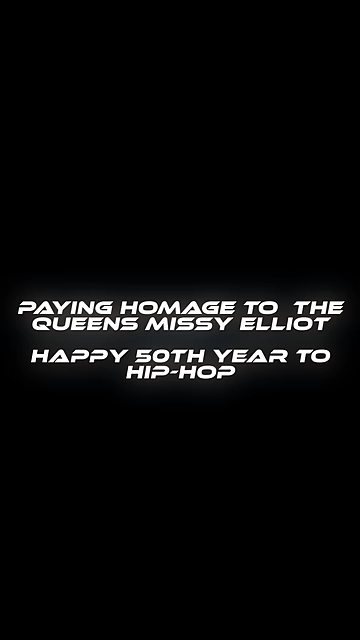 PAYING HOMAGE TO THE
QUEENS MISSY ELLIOT
HAPPY 50TH YEAR TO
HIP-HOP